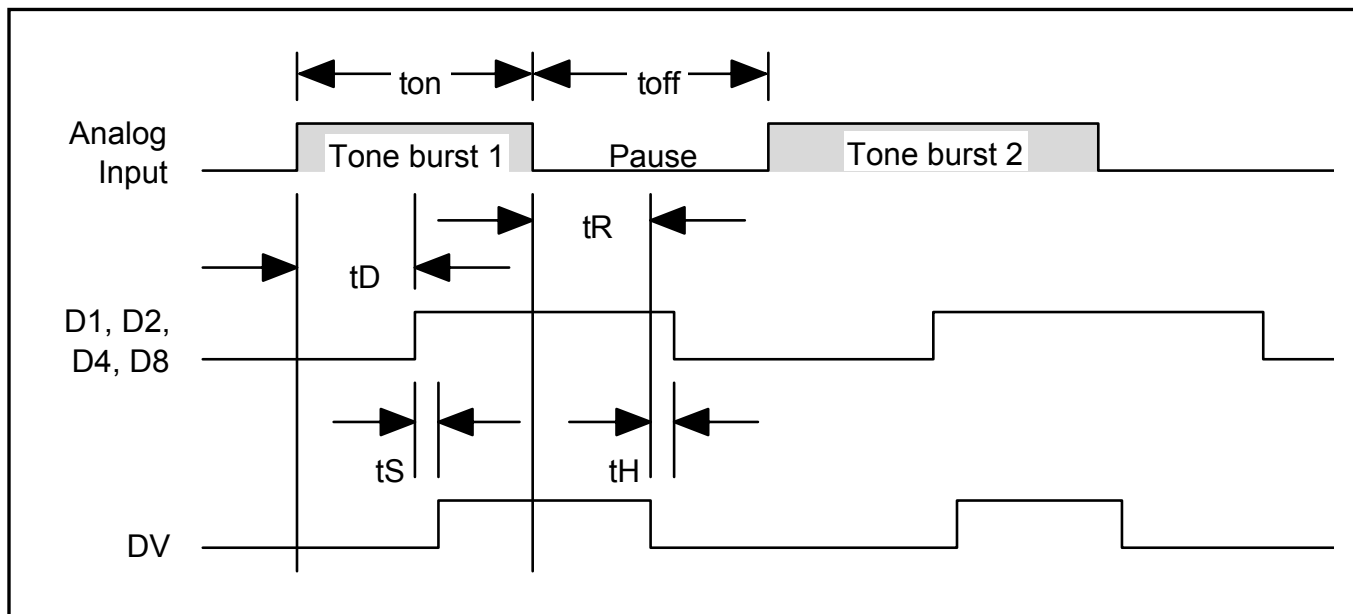 ton
toff
Analog
Input
Tone burst 1
Pause
Tone burst 2
tR
tD
D1, D2,
D4, D8
tS
tH
DV